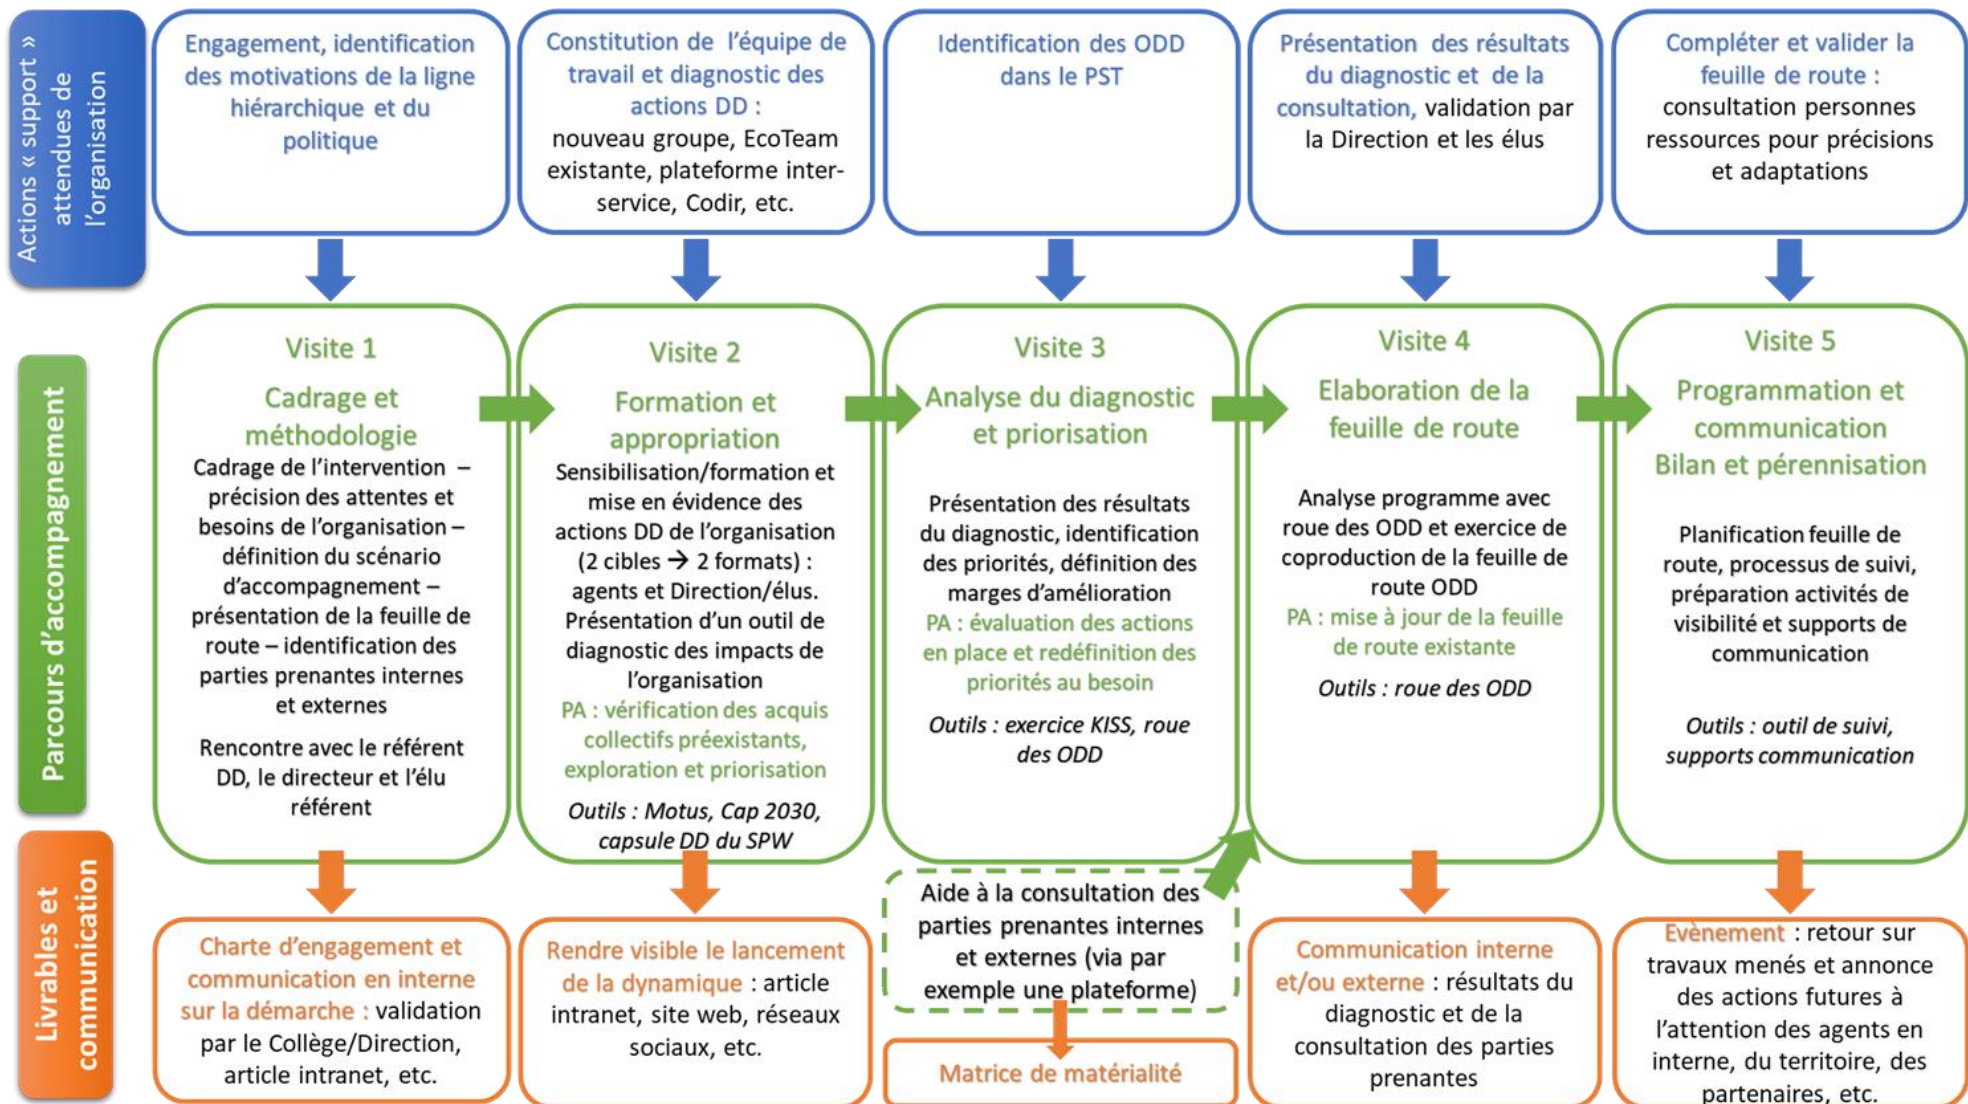 Actions « support »
attendues de
l'organisation
Engagement, identification
des motivations de la ligne
hiérarchique et du
politique
Constitution de l'équipe de
travail et diagnostic des
actions DD :
nouveau groupe, EcoTeam
existante, plateforme inter-
service, Codir, etc.
Identification des ODD
dans le PST
Présentation des résultats
du diagnostic et de la
consultation, validation par
la Direction et les élus
Compléter et valider la
feuille de route :
consultation personnes
ressources pour précisions
et adaptations
Parcours d'accompagnement
Visite 1
Cadrage et
méthodologie
Cadrage de l'intervention –
précision des attentes et
besoins de l'organisation –
définition du scénario
d'accompagnement –
présentation de la feuille de
route – identification des
parties prenantes internes
et externes
Rencontre avec le référent
DD, le directeur et l'élu
référent
Visite 2
Formation et
appropriation
Sensibilisation/formation et
mise en évidence des
actions DD de l'organisation
(2 cibles → 2 formats) :
agents et Direction/élus.
Présentation d'un outil de
diagnostic des impacts de
l'organisation
PA : vérification des acquis
collectifs préexistants,
exploration et priorisation
Outils : Motus, Cap 2030,
capsule DD du SPW
Visite 3
Analyse du diagnostic
et priorisation
Présentation des résultats
du diagnostic, identification
des priorités, définition des
marges d'amélioration
PA : évaluation des actions
en place et redéfinition des
priorités au besoin
Outils : exercice KISS, roue
des ODD
Visite 4
Elaboration de la
feuille de route
Analyse programme avec
roue des ODD et exercice de
coproduction de la feuille de
route ODD
PA : mise à jour de la feuille
de route existante
Outils : roue des ODD
Visite 5
Programmation et
communication
Bilan et pérennisation
Planification feuille de
route, processus de suivi,
préparation activités de
visibilité et supports de
communication
Outils : outil de suivi,
supports communication
Livrables et
communication
Charte d'engagement et
communication en interne
sur la démarche : validation
par le Collège/Direction,
article intranet, etc.
Rendre visible le lancement
de la dynamique : article
intranet, site web, réseaux
sociaux, etc.
Aide à la consultation des
parties prenantes internes
et externes (via par
exemple une plateforme)
Matrice de matérialité
Communication interne
et/ou externe : résultats du
diagnostic et de la
consultation des parties
prenantes
Evènement : retour sur
travaux menés et annonce
des actions futures à
l'attention des agents en
interne, du territoire, des
partenaires, etc.